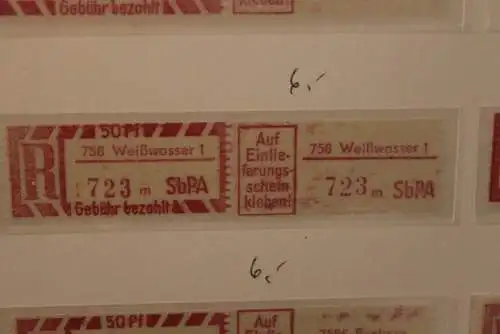 Gebühr bezahlt
kleben!
6,-
50 Pf
R
758 Weißwasser 1
723 m SbPA
Gebühr bezahlt
Auf
Einlie-
ferungs-
schein
kleben!
758 Weißwasser 1
723 m SbPA
6,-
50 Pf
Auf